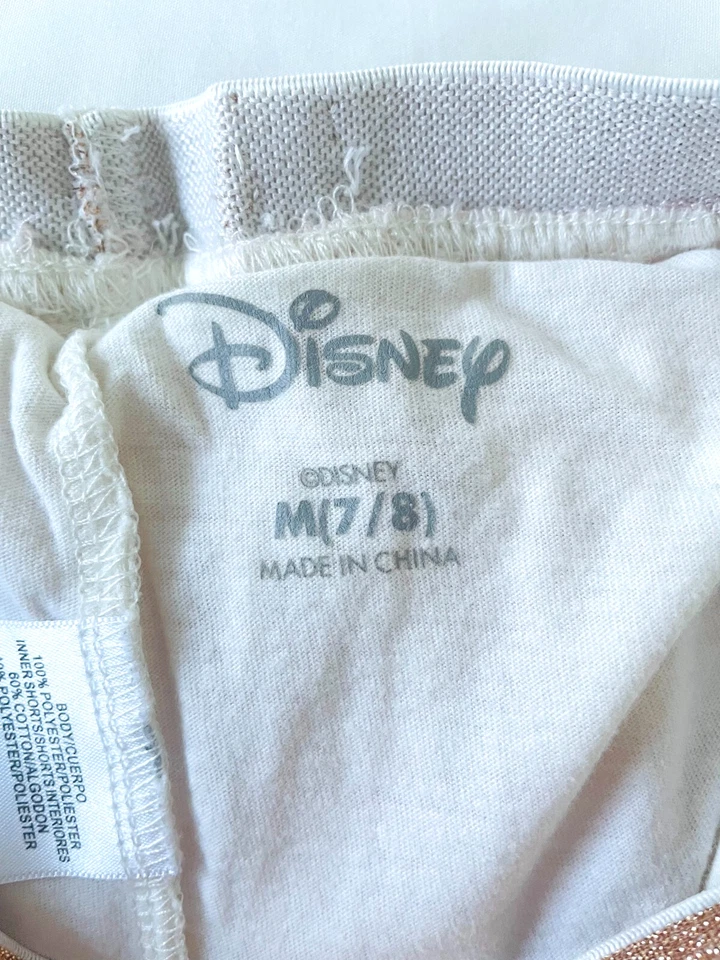 Disney
©DISNEY
M(7/8)
MADE IN CHINA
BODY/CUERPO
100% POLYESTER/POLIESTER
INNER SHORTS/SHORTS INTERIORES
60% COTTON/ALGODON
POLYESTER/POLIESTER